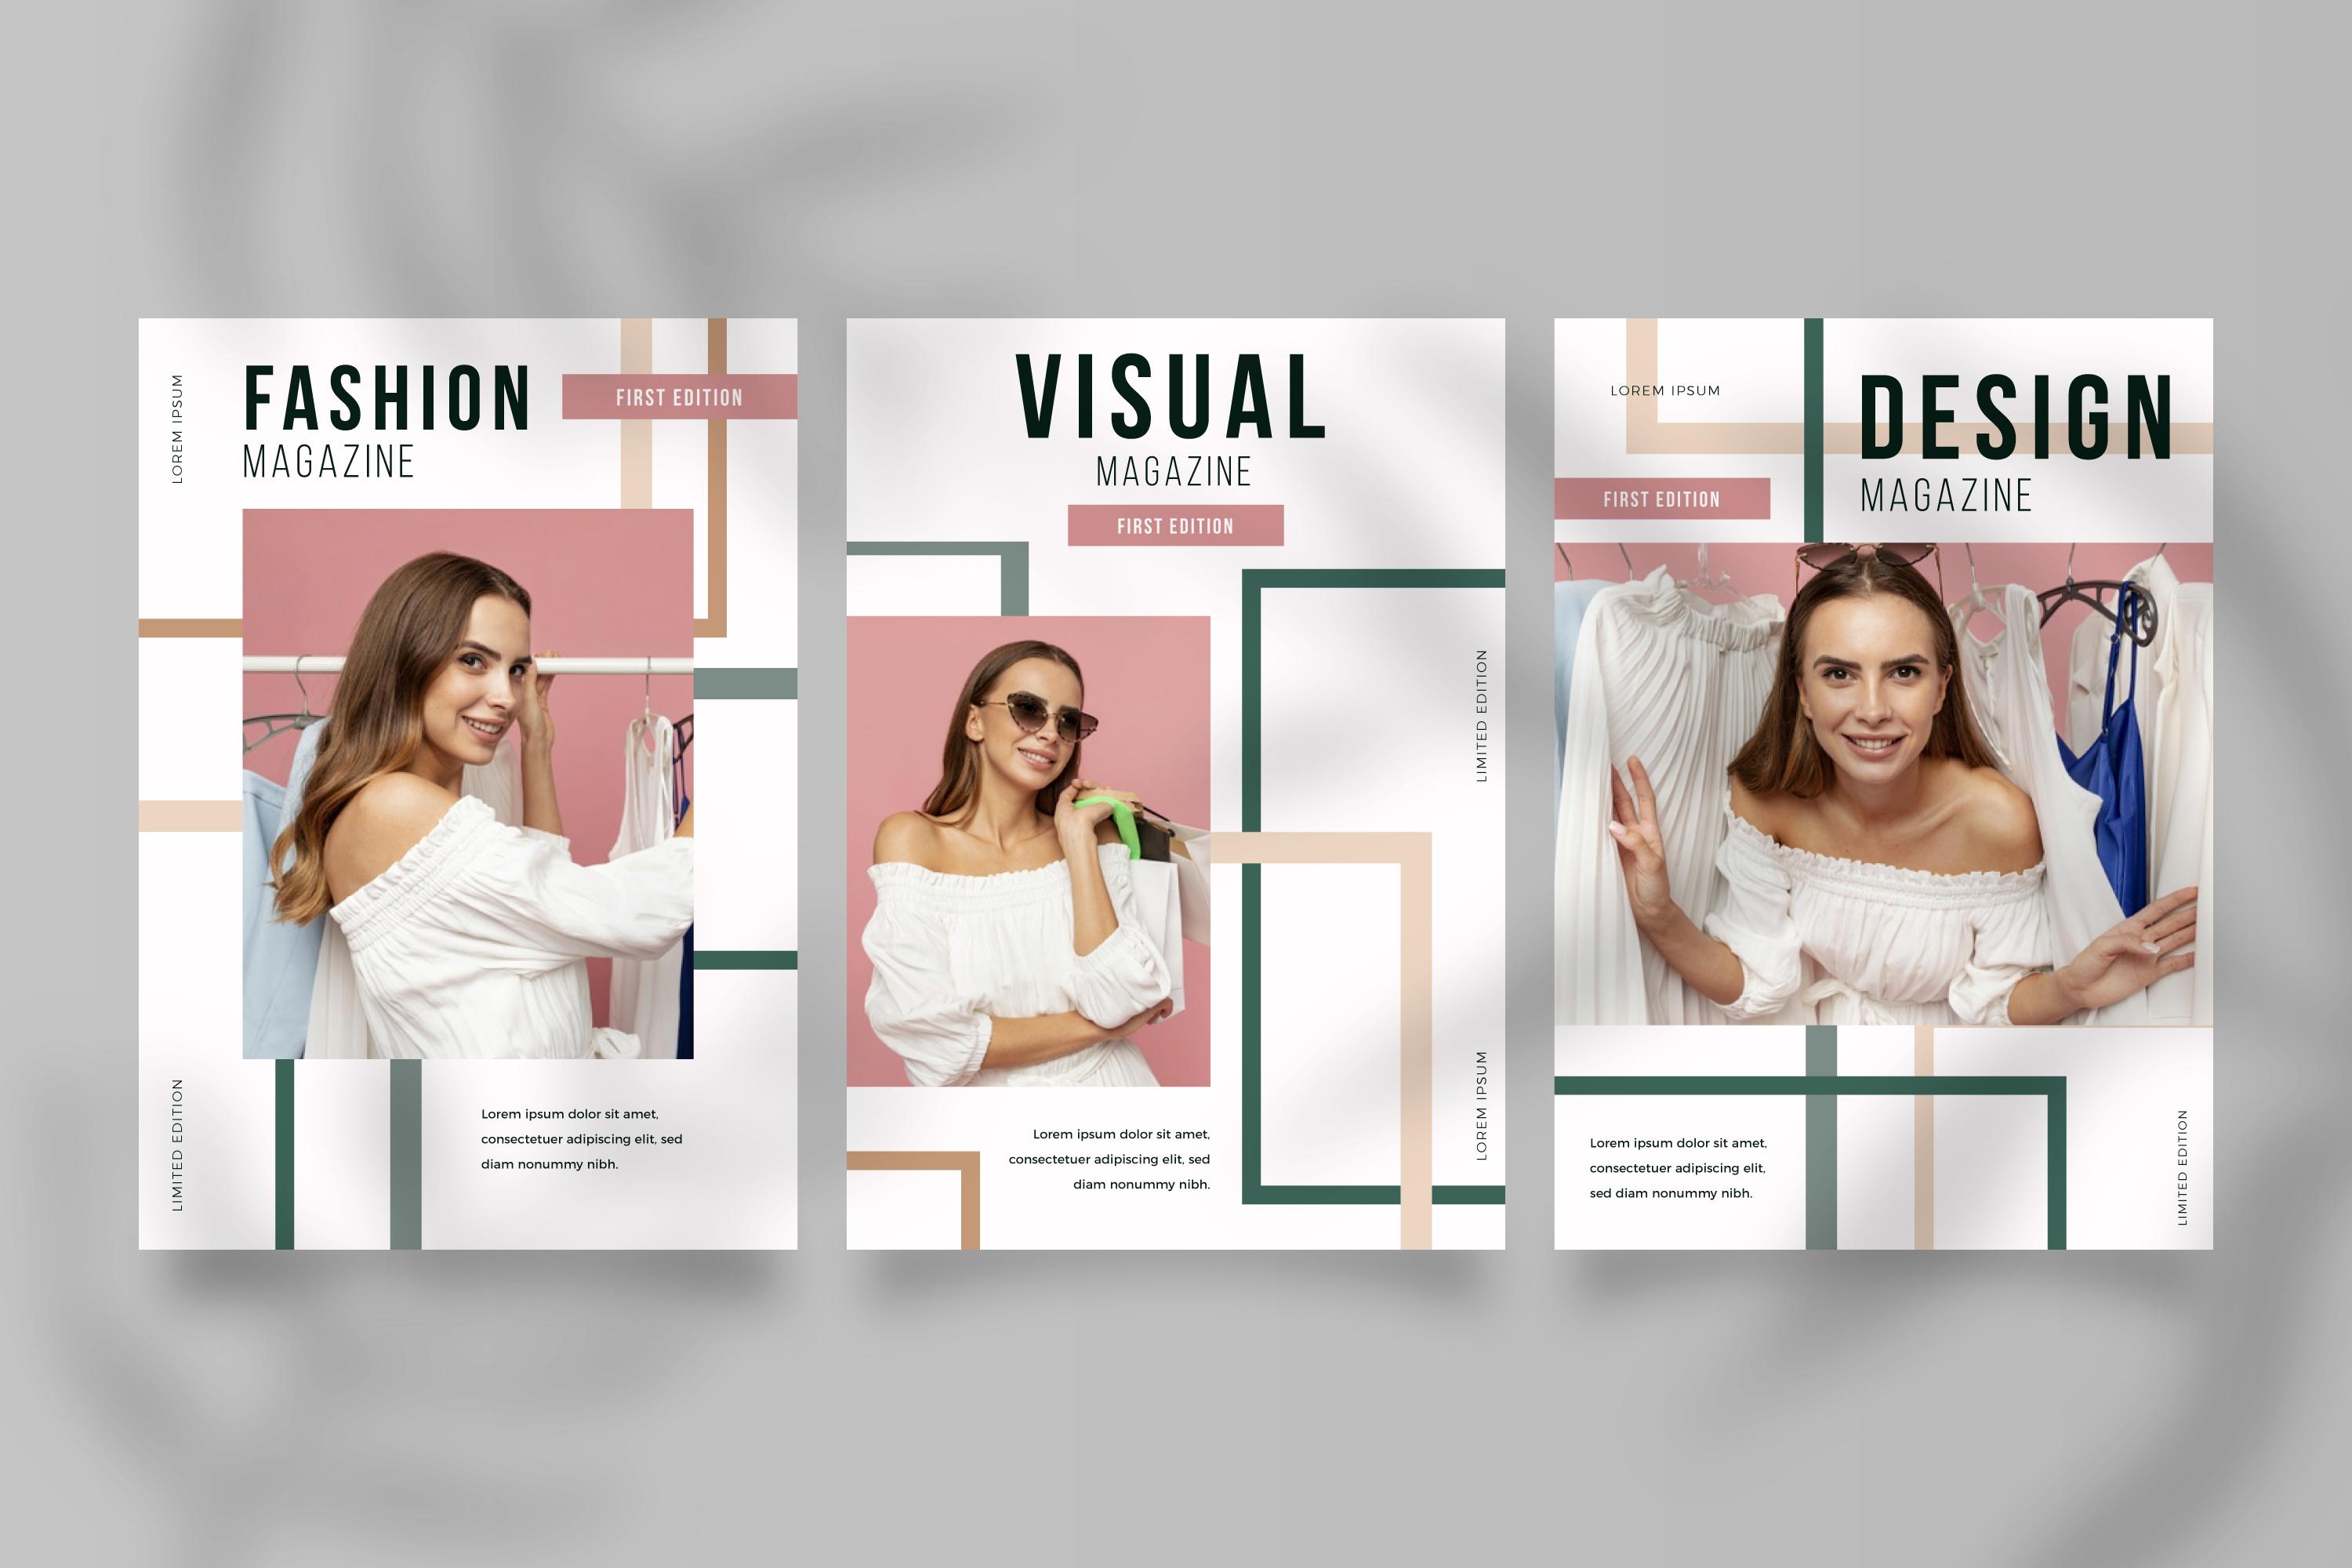 LOREM IPSUM
FASHION
MAGAZINE
FIRST EDITION
LIMITED EDITION
Lorem ipsum dolor sit amet,
consectetuer adipiscing elit, sed
diam nonummy nibh.
VISUAL
MAGAZINE
FIRST EDITION
LIMITED EDITION
LOREM IPSUM
Lorem ipsum dolor sit amet,
consectetuer adipiscing elit, sed
diam nonummy nibh.
LOREM IPSUM
DESIGN
MAGAZINE
FIRST EDITION
Lorem ipsum dolor sit amet,
consectetuer adipiscing elit,
sed diam nonummy nibh.
LIMITED EDITION